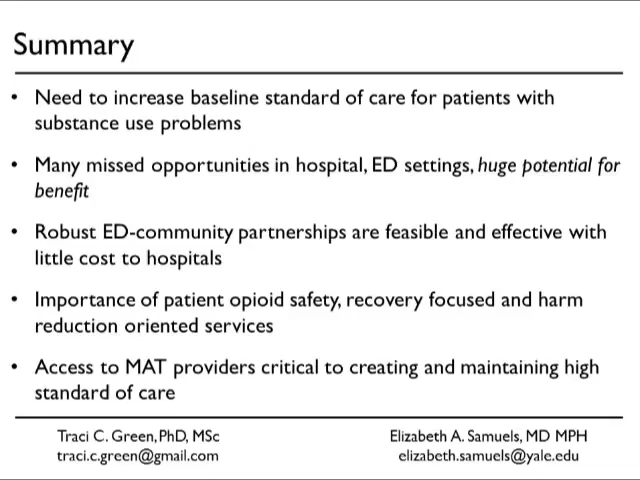 Summary
• Need to increase baseline standard of care for patients with
substance use problems
• Many missed opportunities in hospital, ED settings, huge potential for
benefit
• Robust ED-community partnerships are feasible and effective with
little cost to hospitals
• Importance of patient opioid safety, recovery focused and harm
reduction oriented services
• Access to MAT providers critical to creating and maintaining high
standard of care
Traci C. Green, PhD, MSc
traci.c.green@gmail.com
Elizabeth A. Samuels, MD MPH
elizabeth.samuels@yale.edu